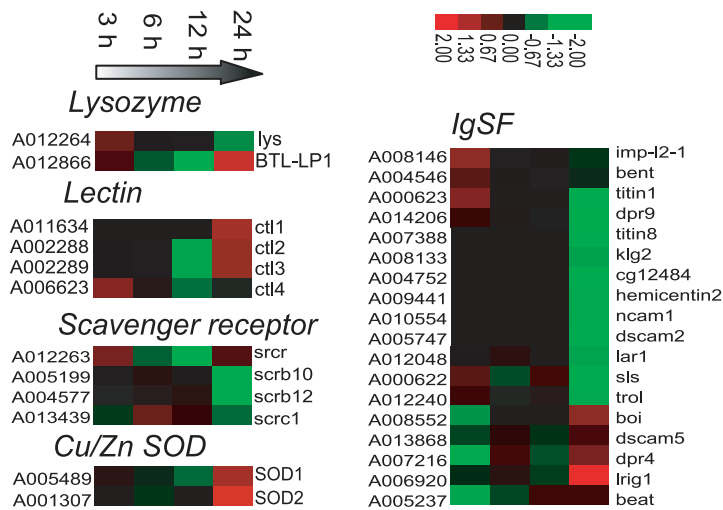 3 h 6 h 12 h 24 h
2.00 1.33 0.67 0.00 -0.67 -1.33 -2.00
Lysozyme
A012264 lys
A012866 BTL-LP1
Lectin
A011634 ctl1
A002288 ctl2
A002289 ctl3
A006623 ctl4
Scavenger receptor
A012263 srcr
A005199 scrb10
A004577 scrb12
A013439 scrc1
Cu/Zn SOD
A005489 SOD1
A001307 SOD2
IgSF
A008146 imp-l2-1
A004546 bent
A000623 titin1
A014206 dpr9
A007388 titin8
A008133 klg2
A004752 cg12484
A009441 hemicentin2
A010554 ncam1
A005747 dscam2
A012048 lar1
A000622 sls
A012240 trol
A008552 boi
A013868 dscam5
A007216 dpr4
A006920 lrig1
A005237 beat